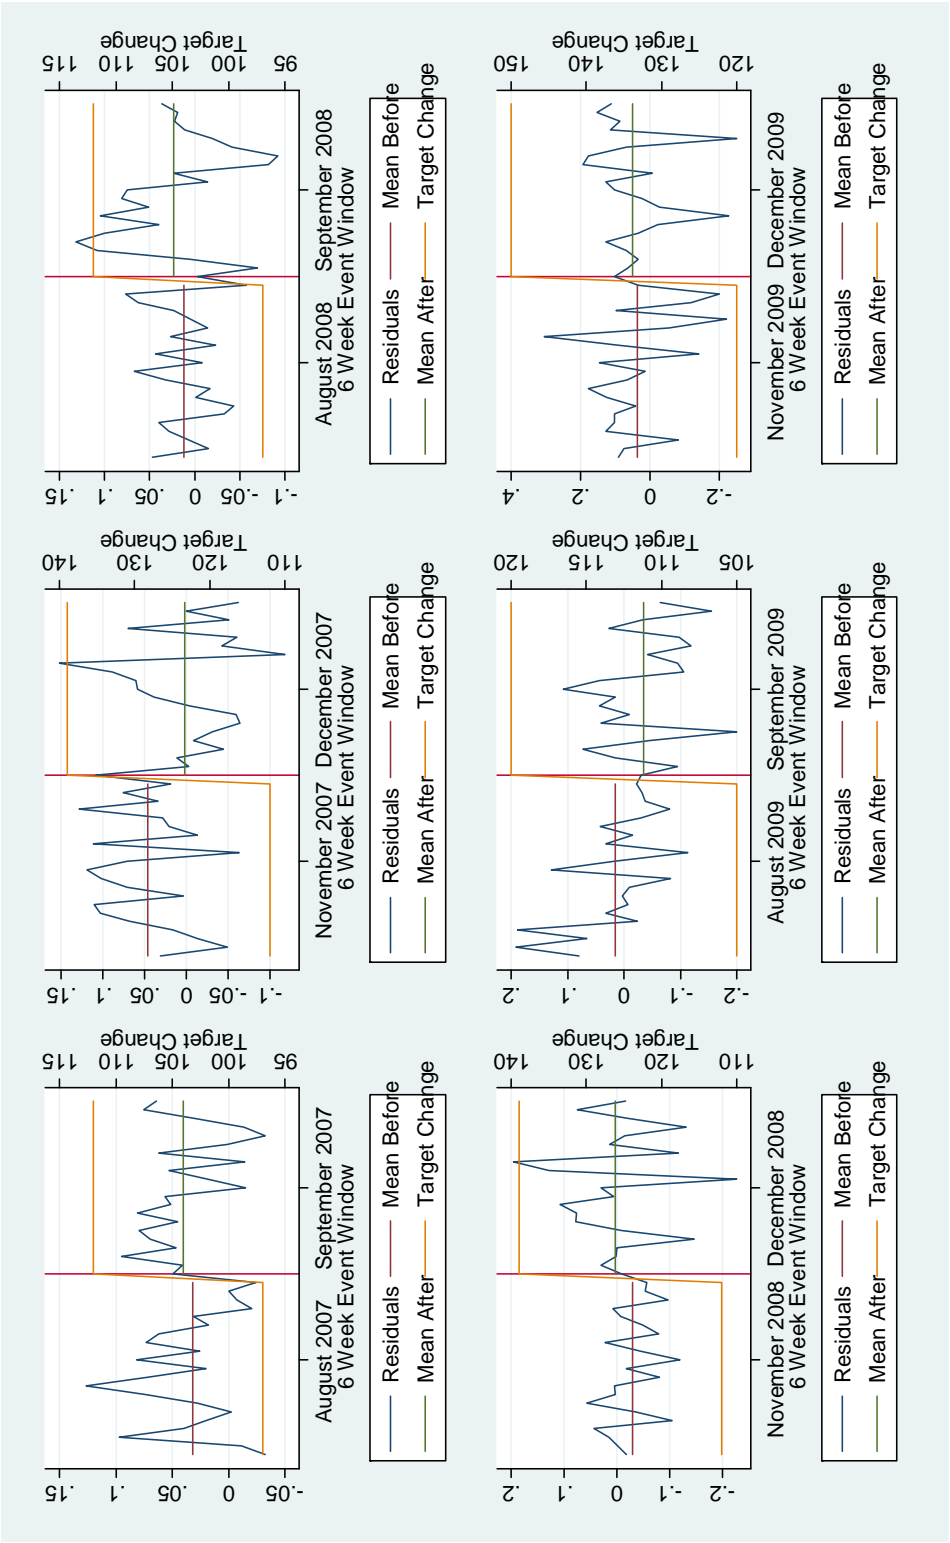 .15
.1
.05
0
-.05
115
110
105
100
95
Target Change
August 2007 September 2007
6 Week Event Window
Residuals Mean Before
Mean After Target Change
.15
.1
.05
0
-.05
-.1
140
130
120
110
Target Change
November 2007 December 2007
6 Week Event Window
Residuals Mean Before
Mean After Target Change
.15
.1
.05
0
-.05
-.1
115
110
105
100
95
Target Change
August 2008 September 2008
6 Week Event Window
Residuals Mean Before
Mean After Target Change
.2
.1
0
-.1
-.2
140
130
120
110
Target Change
November 2008 December 2008
6 Week Event Window
Residuals Mean Before
Mean After Target Change
.2
.1
0
-.1
-.2
120
115
110
105
Target Change
August 2009 September 2009
6 Week Event Window
Residuals Mean Before
Mean After Target Change
.4
.2
0
-.2
150
140
130
120
Target Change
November 2009 December 2009
6 Week Event Window
Residuals Mean Before
Mean After Target Change